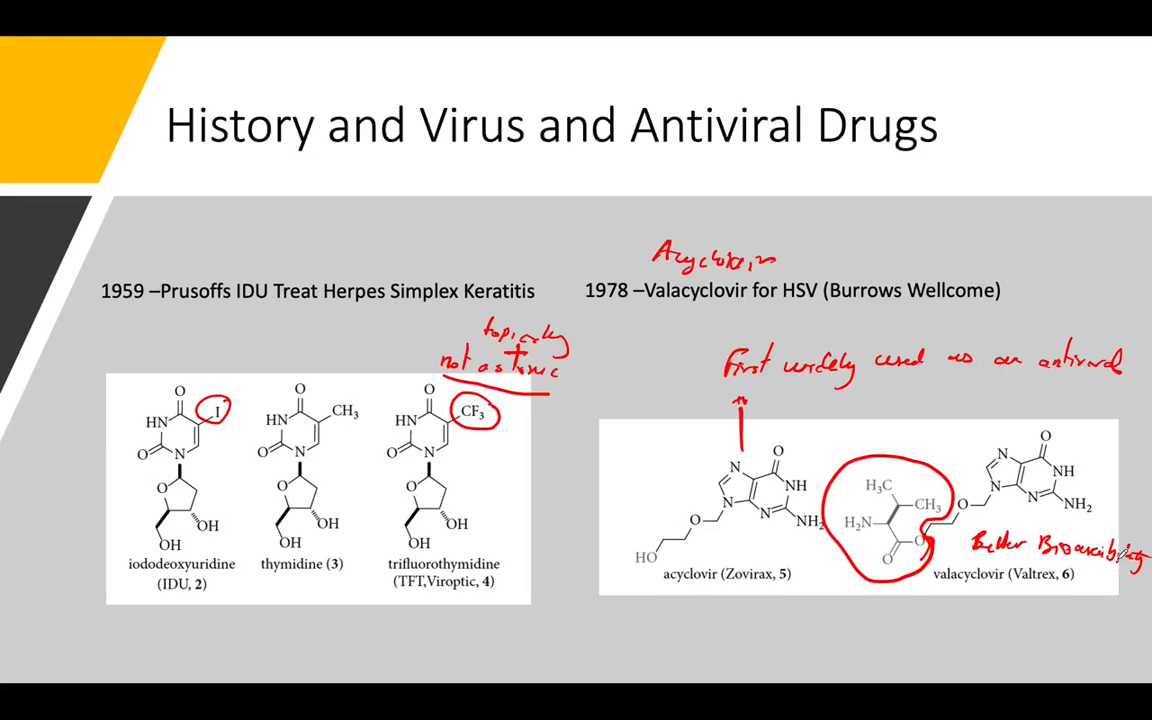 History and Virus and Antiviral Drugs
1959 –Prusoffs IDU Treat Herpes Simplex Keratitis
topically
not as toxic
O
HN
I
O
N
O
OH
OH
iododeoxyuridine
(IDU, 2)
O
HN
CH3
O
N
O
OH
OH
thymidine (3)
O
HN
CF3
O
N
O
OH
OH
trifluorothymidine
(TFT,Viroptic, 4)
Acyclovir
1978 –Valacyclovir for HSV (Burrows Wellcome)
First widely used as an antiviral
N
O
NH
N
N
NH2
O
HO
acyclovir (Zovirax, 5)
H3C
CH3
H2N
O
O
O
N
O
NH
N
N
NH2
Better
valacyclovir (Valtrex, 6)